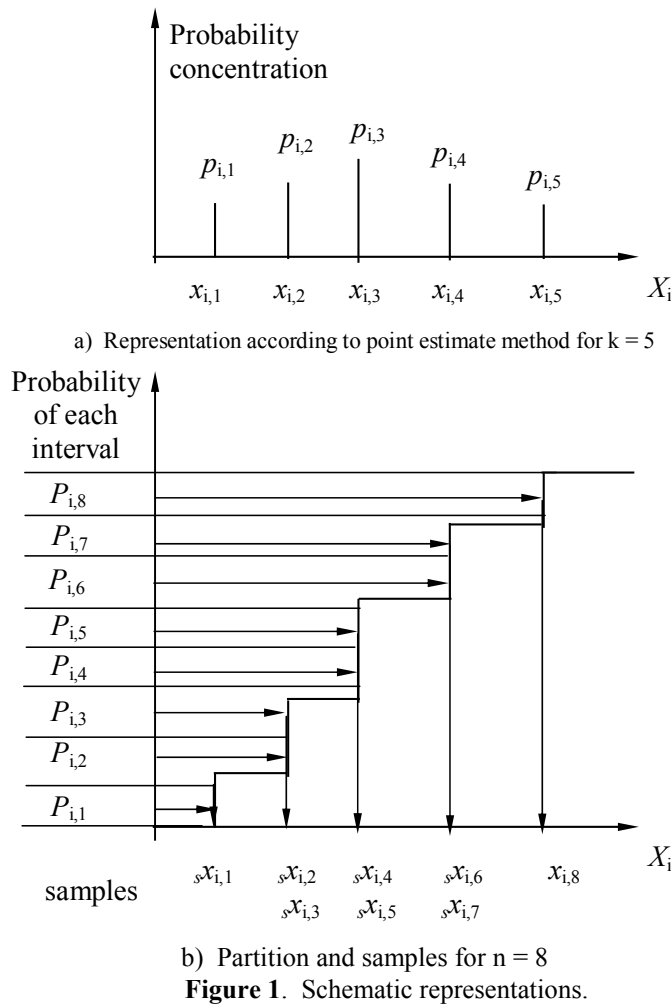 Probability
concentration
p_{i,1}
p_{i,2}
p_{i,3}
p_{i,4}
p_{i,5}
x_{i,1} x_{i,2} x_{i,3} x_{i,4} x_{i,5} X_i
a) Representation according to point estimate method for k = 5
Probability
of each
interval
P_{i,8}
P_{i,7}
P_{i,6}
P_{i,5}
P_{i,4}
P_{i,3}
P_{i,2}
P_{i,1}
X_i
samples _sx_{i,1} _sx_{i,2} _sx_{i,4} _sx_{i,6} x_{i,8}
_sx_{i,3} _sx_{i,5} _sx_{i,7}
b) Partition and samples for n = 8
Figure 1. Schematic representations.